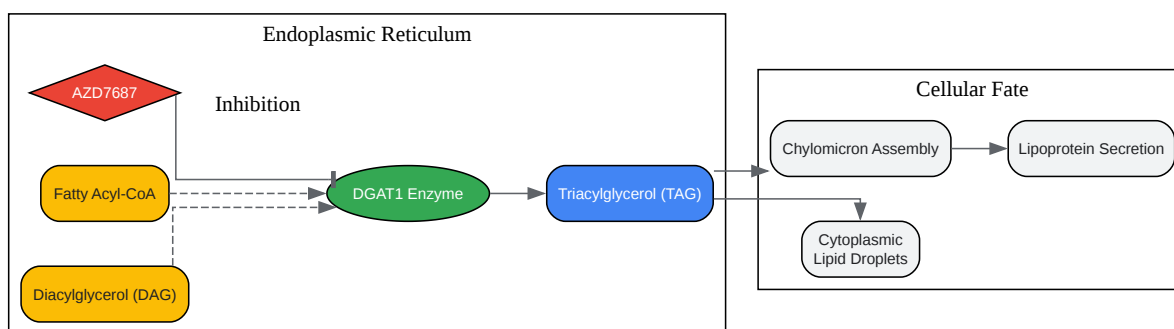 Endoplasmic Reticulum
AZD7687
Inhibition
Fatty Acyl-CoA
DGAT1 Enzyme
Triacylglycerol (TAG)
Diacylglycerol (DAG)
Cellular Fate
Chylomicron Assembly
Lipoprotein Secretion
Cytoplasmic
Lipid Droplets